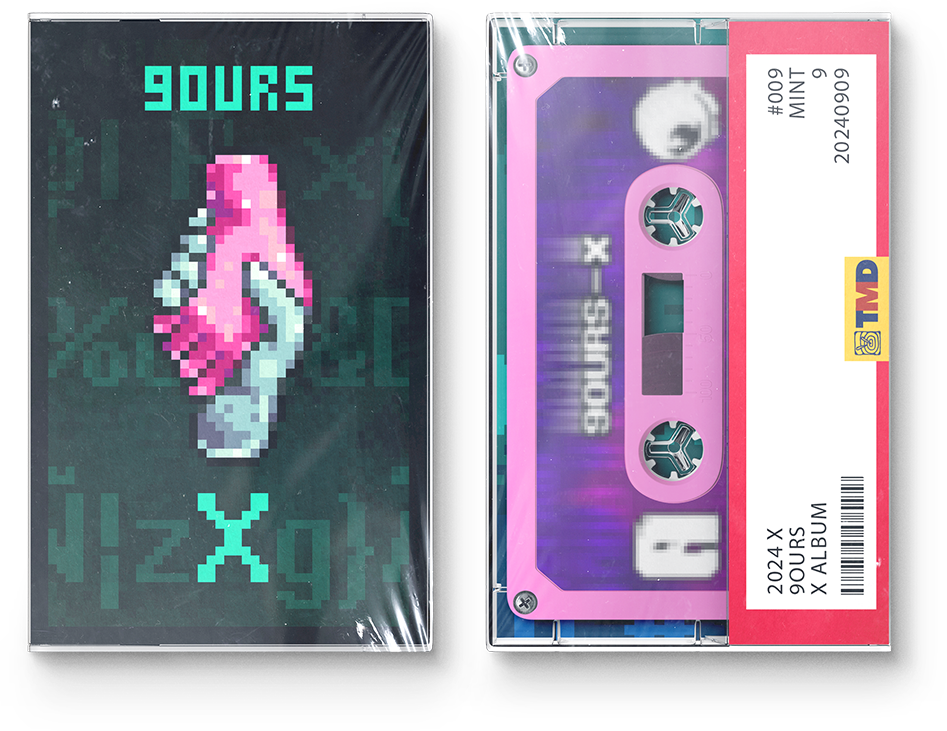 9OURS
X
9OURS—X
A
#009
MINT
9
20240909
TMD
2024 X
9OURS
X ALBUM